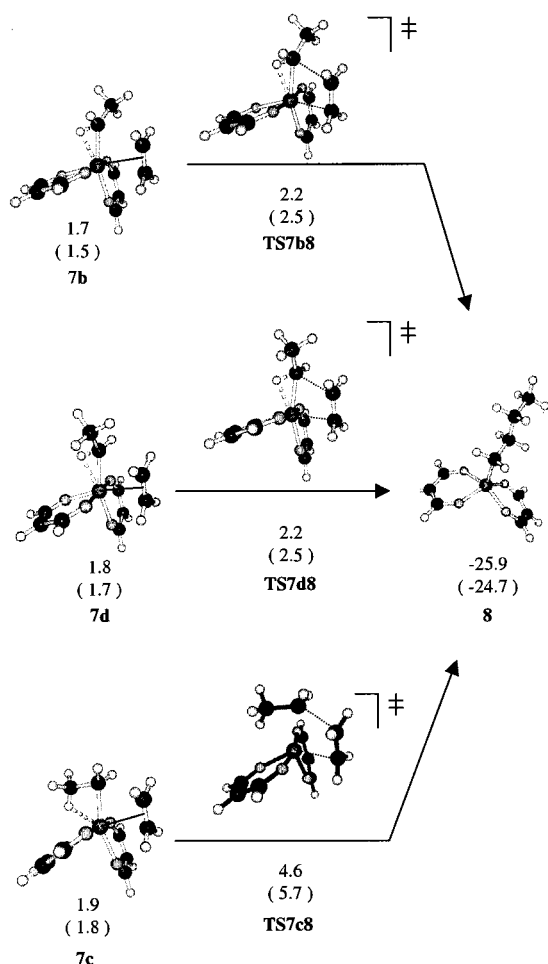 ‡
1.7
( 1.5 )
7b
2.2
( 2.5 )
TS7b8
‡
1.8
( 1.7 )
7d
2.2
( 2.5 )
TS7d8
-25.9
( -24.7 )
8
‡
1.9
( 1.8 )
7c
4.6
( 5.7 )
TS7c8